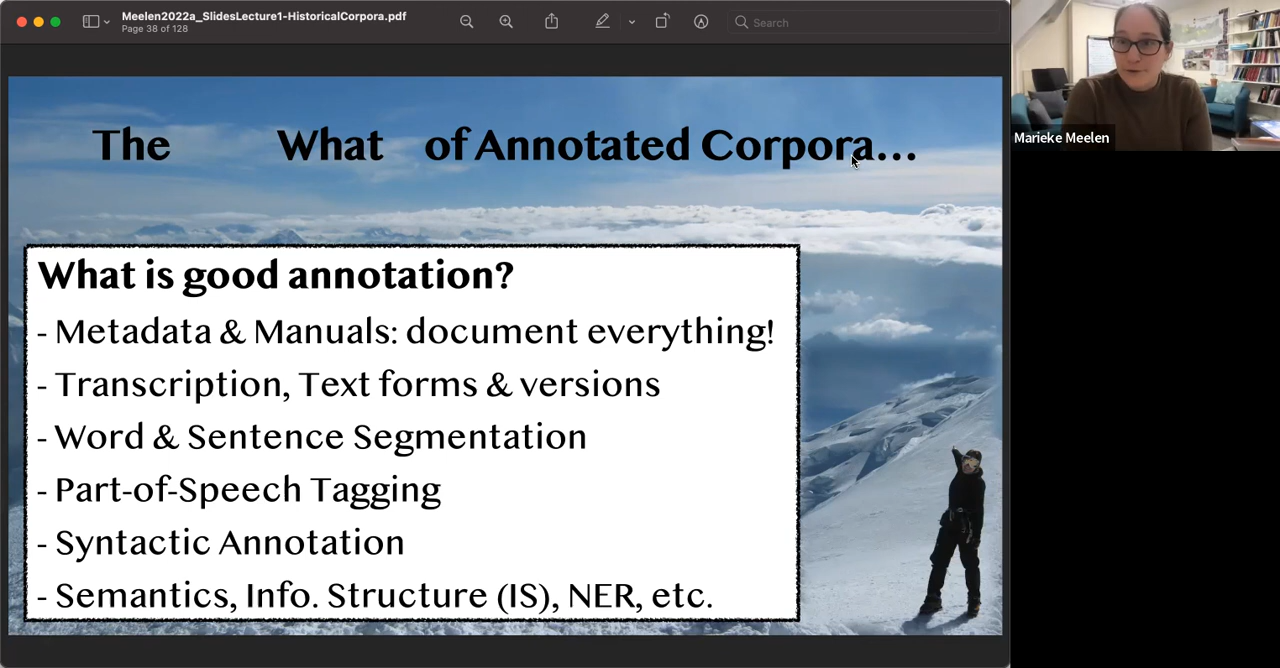 Meelen2022a_SlidesLecture1-HistoricalCorpora.pdf
Page 38 of 128
Search
Marieke Meelen
The What of Annotated Corpora...
What is good annotation?
- Metadata & Manuals: document everything!
- Transcription, Text forms & versions
- Word & Sentence Segmentation
- Part-of-Speech Tagging
- Syntactic Annotation
- Semantics, Info. Structure (IS), NER, etc.